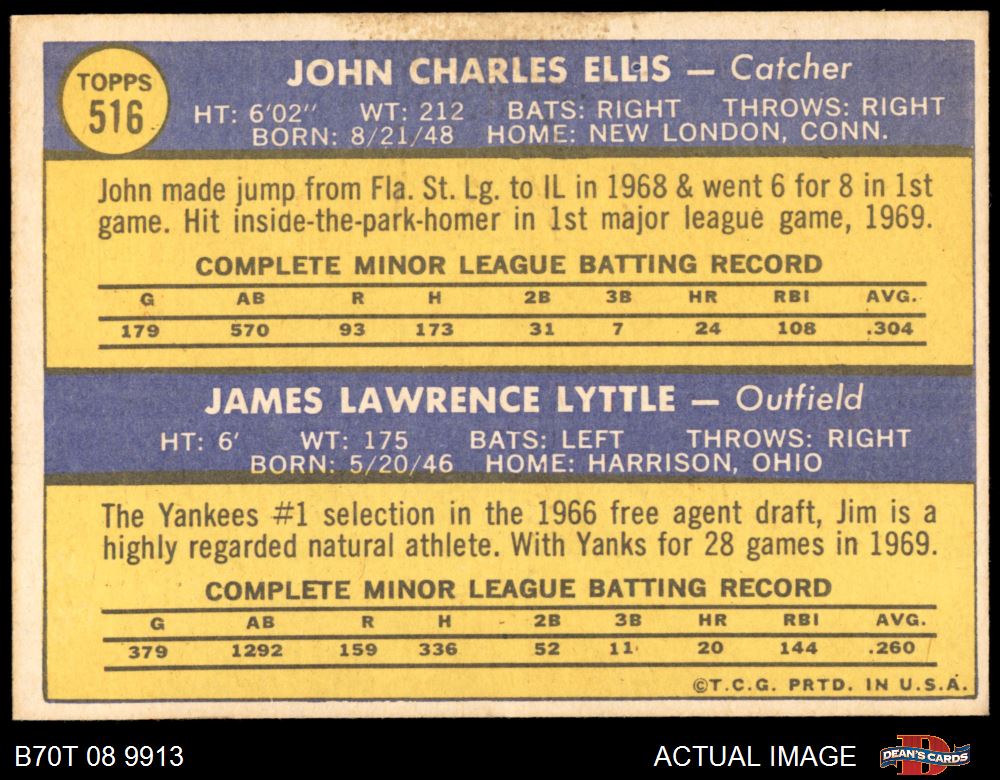 TOPPS
516
JOHN CHARLES ELLIS — Catcher
HT: 6'02" WT: 212 BATS: RIGHT THROWS: RIGHT
BORN: 8/21/48 HOME: NEW LONDON, CONN.
John made jump from Fla. St. Lg. to IL in 1968 & went 6 for 8 in 1st
game. Hit inside-the-park-homer in 1st major league game, 1969.
COMPLETE MINOR LEAGUE BATTING RECORD
G AB R H 2B 3B HR RBI AVG.
179 570 93 173 31 7 24 108 .304
JAMES LAWRENCE LYTTLE — Outfield
HT: 6' WT: 175 BATS: LEFT THROWS: RIGHT
BORN: 5/20/46 HOME: HARRISON, OHIO
The Yankees #1 selection in the 1966 free agent draft, Jim is a
highly regarded natural athlete. With Yanks for 28 games in 1969.
COMPLETE MINOR LEAGUE BATTING RECORD
G AB R H 2B 3B HR RBI AVG.
379 1292 159 336 52 11 20 144 .260
©T.C.G. PRTD. IN U.S.A.
B70T 08 9913
ACTUAL IMAGE
DEAN'S CARDS